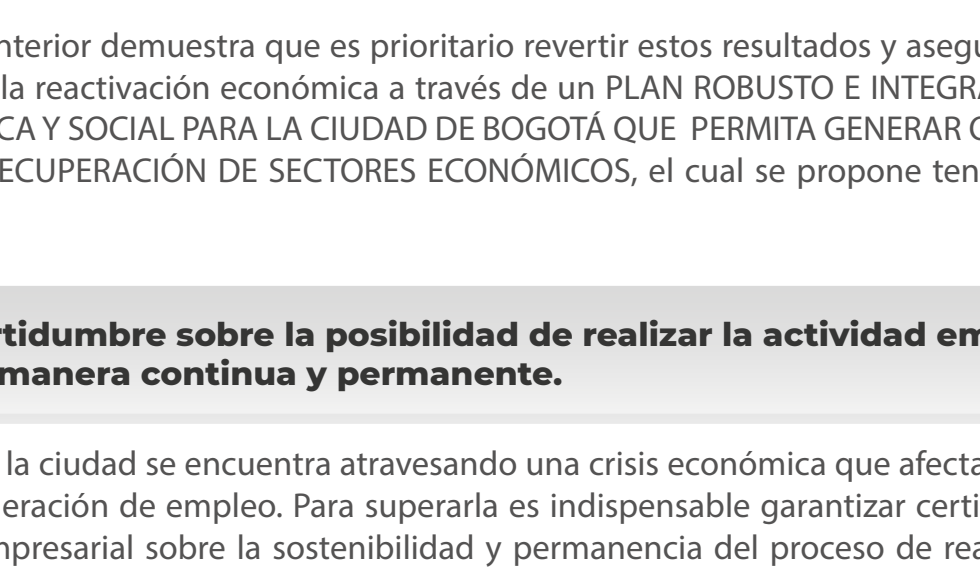 nterior demuestra que es prioritario revertir estos resultados y asegu
la reactivación económica a través de un PLAN ROBUSTO E INTEGRA
CA Y SOCIAL PARA LA CIUDAD DE BOGOTÁ QUE PERMITA GENERAR C
ECUPERACIÓN DE SECTORES ECONÓMICOS, el cual se propone ten
rtidumbre sobre la posibilidad de realizar la actividad em
manera continua y permanente.
la ciudad se encuentra atravesando una crisis económica que afecta
eración de empleo. Para superarla es indispensable garantizar certi
mpresarial sobre la sostenibilidad y permanencia del proceso de rea